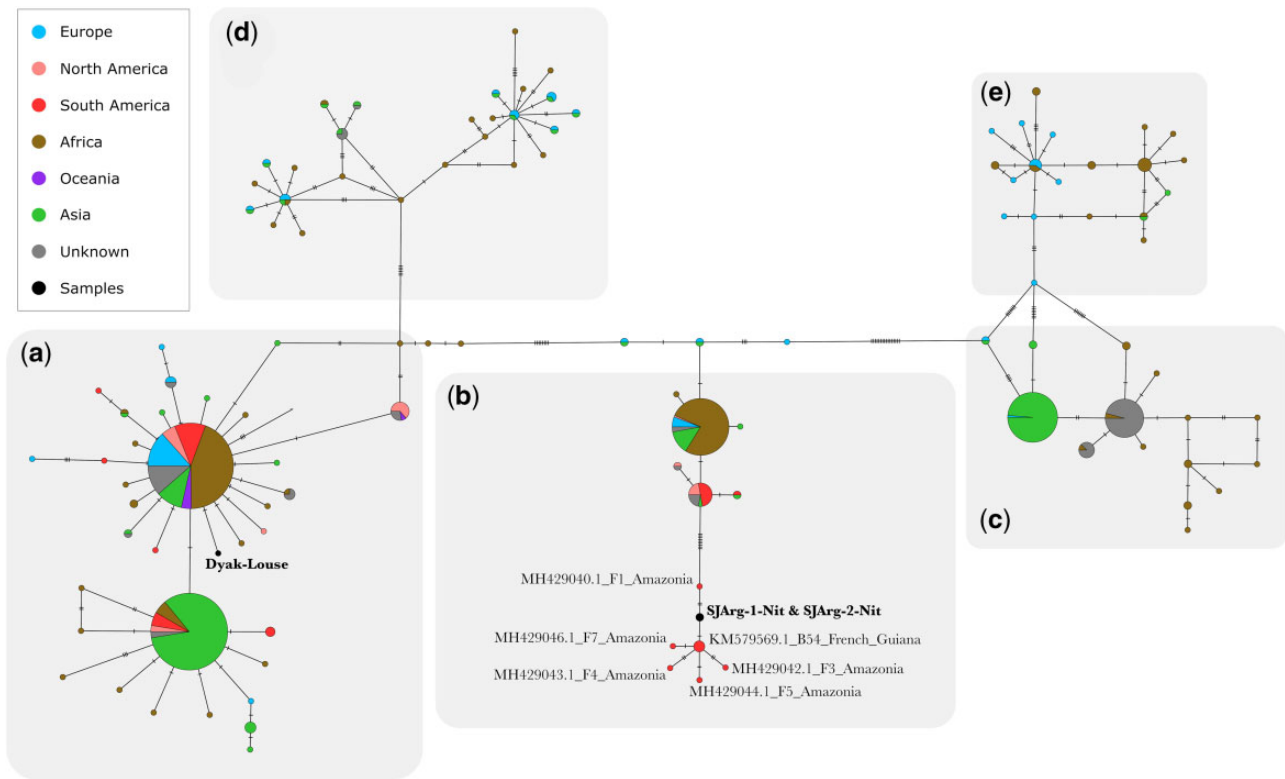 Europe
North America
South America
Africa
Oceania
Asia
Unknown
Samples
(d)
(e)
(a)
(b)
(c)
Dyak-Louse
MH429040.1_F1_Amazonia
SJArg-1-Nit & SJArg-2-Nit
MH429046.1_F7_Amazonia
KM579569.1_B54_French_Guiana
MH429043.1_F4_Amazonia
MH429042.1_F3_Amazonia
MH429044.1_F5_Amazonia